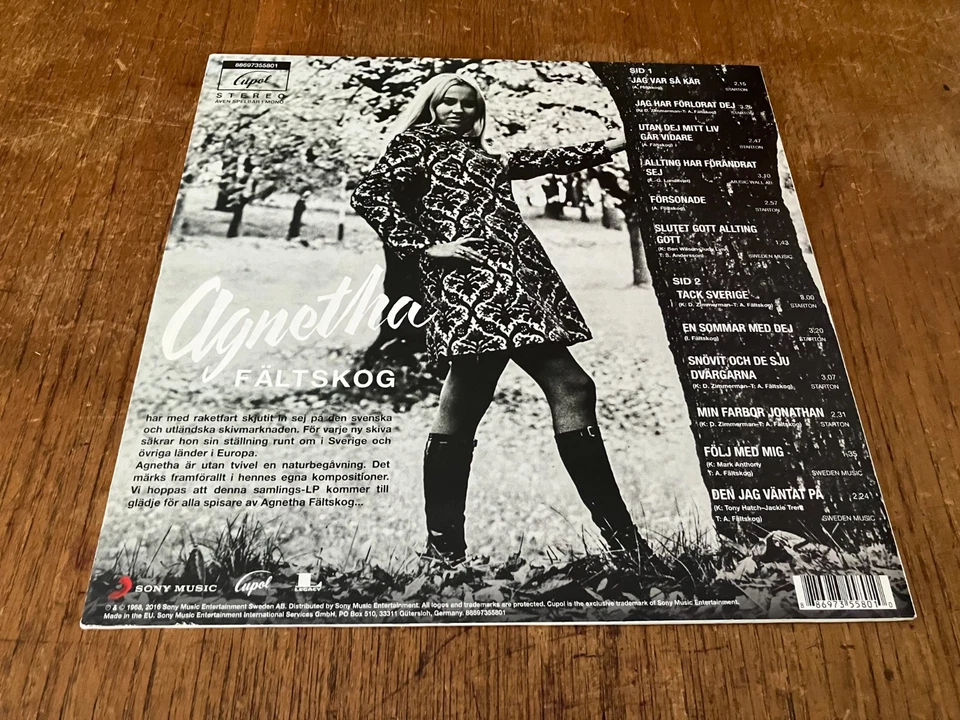 88697355801
Cupol
STEREO
ÄVEN SPELBAR I MONO
SID 1
JAG VAR SÅ KÄR 2,15
(A. Fältskog) STARTON
JAG HAR FÖRLORAT DEJ 3,25
(K: D. Zimmerman–T: A. Fältskog) STARTON
UTAN DEJ MITT LIV
GÅR VIDARE 2,47
(A. Fältskog) STARTON
ALLTING HAR FÖRÄNDRAT
SEJ 3,10
MUSIC WALL AB
FÖRSONADE 2,57
(A. Fältskog) STARTON
SLUTET GOTT ALLTING
GOTT 1,43
T: S. Andersson) SWEDEN MUSIC
SID 2
TACK SVERIGE 3,00
(K: D. Zimmerman–T: A. Fältskog) STARTON
EN SOMMAR MED DEJ 3,20
(I. Fältskog) STARTON
SNÖVIT OCH DE SJU
DVÄRGARNA 3,07
(K: D. Zimmerman–T: A. Fältskog) STARTON
MIN FARBOR JONATHAN 2,31
(K: D. Zimmerman–T: A. Fältskog) STARTON
FÖLJ MED MIG 1,35
(K: Mark Anthony
T: A. Fältskog) SWEDEN MUSIC
DEN JAG VÄNTAT PÅ 2,24
(K: Tony Hatch–Jackie Trent
T: A. Fältskog) SWEDEN MUSIC
Agnetha
FÄLTSKOG
har med raketfart skjutit in sej på den svenska
och utländska skivmarknaden. För varje ny skiva
säkrar hon sin ställning runt om i Sverige och
övriga länder i Europa.
Agnetha är utan tvivel en naturbegåvning. Det
märks framförallt i hennes egna kompositioner.
Vi hoppas att denna samlings-LP kommer till
glädje för alla spisare av Agnetha Fältskog...
SONY MUSIC Cupol LEGACY
℗ & © 1968, 2016 Sony Music Entertainment Sweden AB. Distributed by Sony Music Entertainment. All logos and trademarks are protected. Cupol is the exclusive trademark of Sony Music Entertainment.
Made in the EU. Sony Music Entertainment International Services GmbH, PO Box 510, 33311 Gütersloh, Germany. 88697355801
8 86973 55801 0